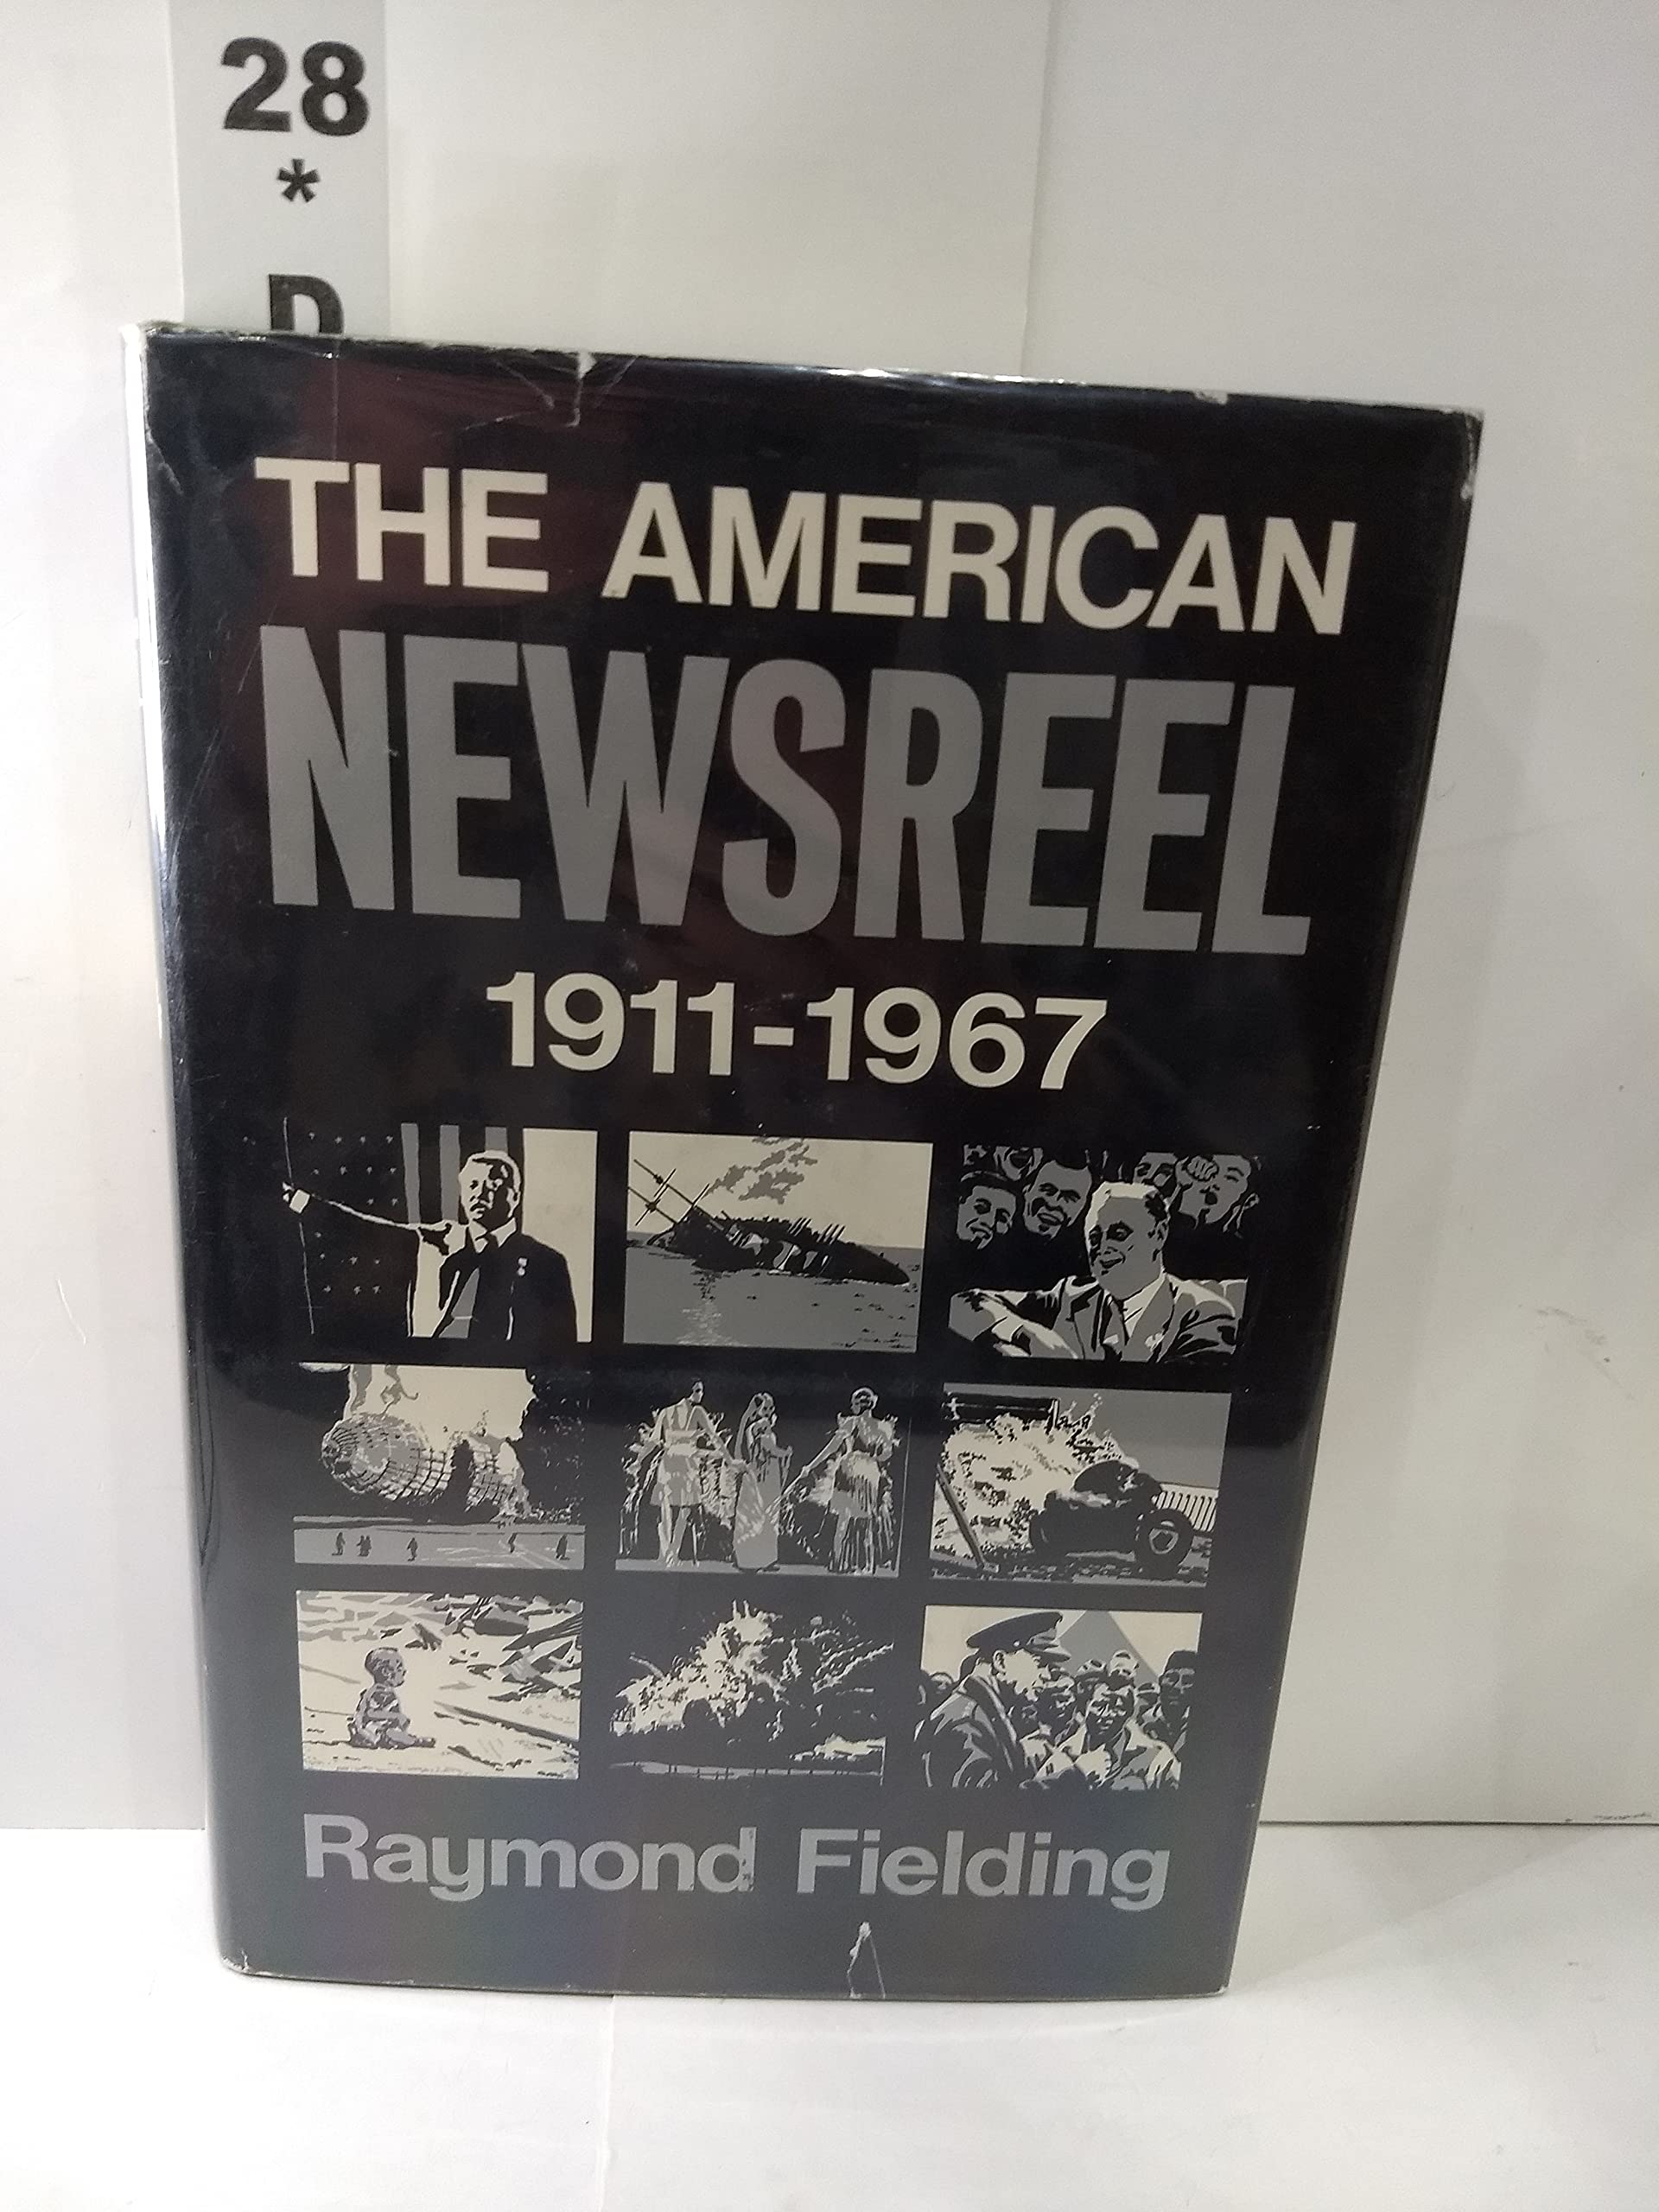 28
*
D
THE AMERICAN
NEWSREEL
1911-1967
Raymond Fielding